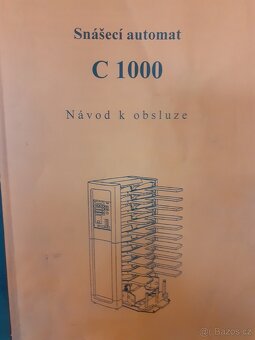 Snášecí automat
C 1000
Návod k obsluze
© Bazos.cz